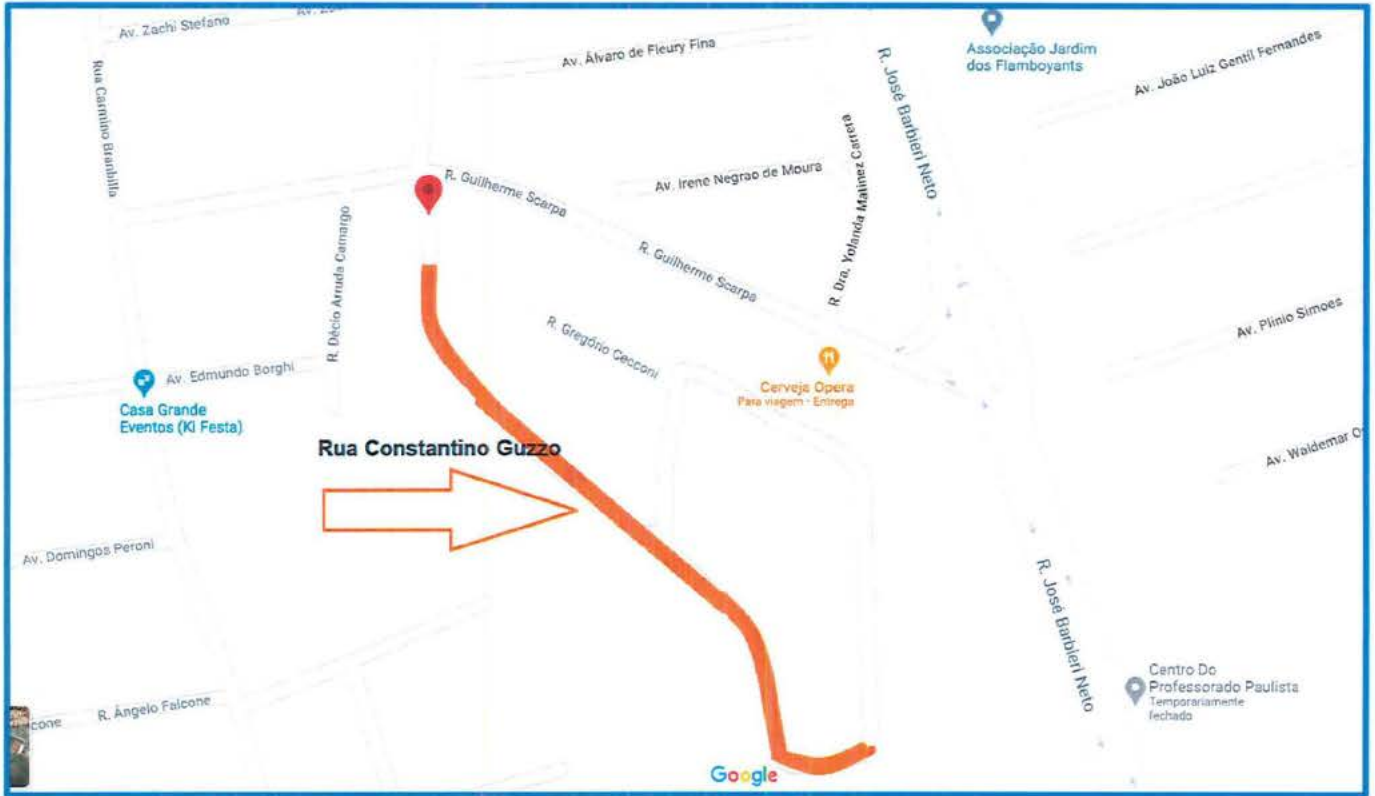 Av. Zachi Stefano
Av. Álvaro de Fleury Fina
Associação Jardim
dos Flamboyants
Av. João Luiz Gentil Fernandes
R. José Barbieri Neto
Rua Carmino Branbilla
R. Guilherme Scarpa
Av. Irene Negrao de Moura
R. Dra. Yolanda Matinez Carrera
R. Décio Arruda Camargo
R. Guilherme Scarpa
R. Gregório Cecconi
Av. Plinio Simoes
Av. Edmundo Borghi
Casa Grande
Eventos (Ki Festa)
Cerveja Opera
Para viagem - Entrega
Rua Constantino Guzzo
Av. Waldemar O
Av. Domingos Peroni
R. José Barbieri Neto
Centro Do
Professorado Paulista
Temporariamente
fechado
cone
R. Ângelo Falcone
Google